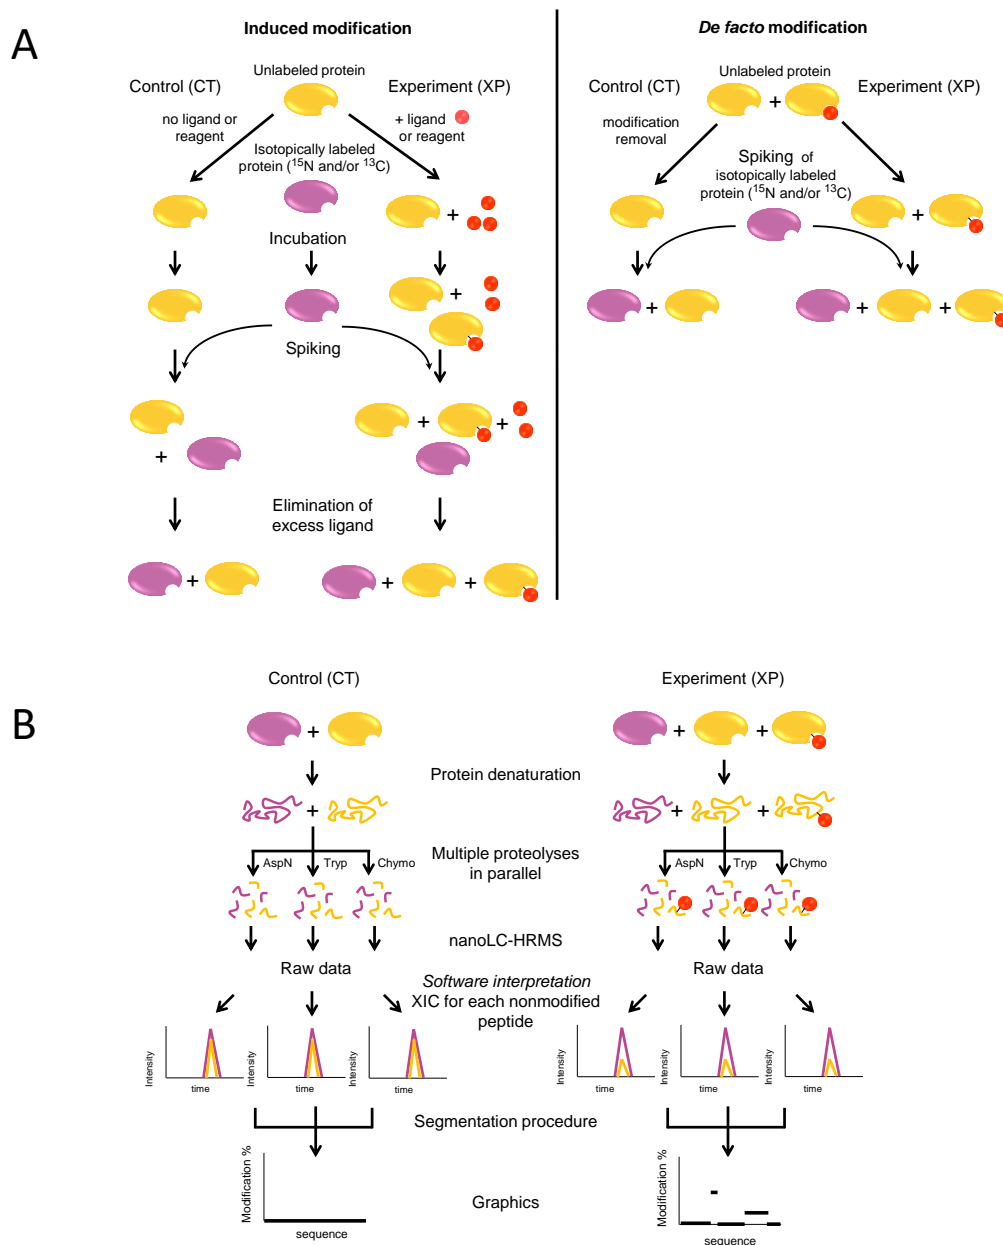 A
Induced modification
De facto modification
Control (CT)
Unlabeled protein
Experiment (XP)
no ligand or
reagent
+ ligand
or reagent
Isotopically labeled
protein (15N and/or 13C)
+
Incubation
+
Spiking
+
+
+
Elimination of
excess ligand
+
+
+
Control (CT)
Unlabeled protein
Experiment (XP)
+
modification
removal
Spiking of
isotopically labeled
protein (15N and/or 13C)
+
+
+
+
B
Control (CT)
Experiment (XP)
+
+
+
Protein denaturation
+
+
+
AspN
Tryp
Chymo
Multiple proteolyses
in parallel
AspN
Tryp
Chymo
nanoLC-HRMS
Raw data
Raw data
Software interpretation
XIC for each nonmodified
peptide
Intensity
time
Intensity
time
Intensity
time
Intensity
time
Intensity
time
Intensity
time
Segmentation procedure
Modification %
sequence
Graphics
Modification %
sequence